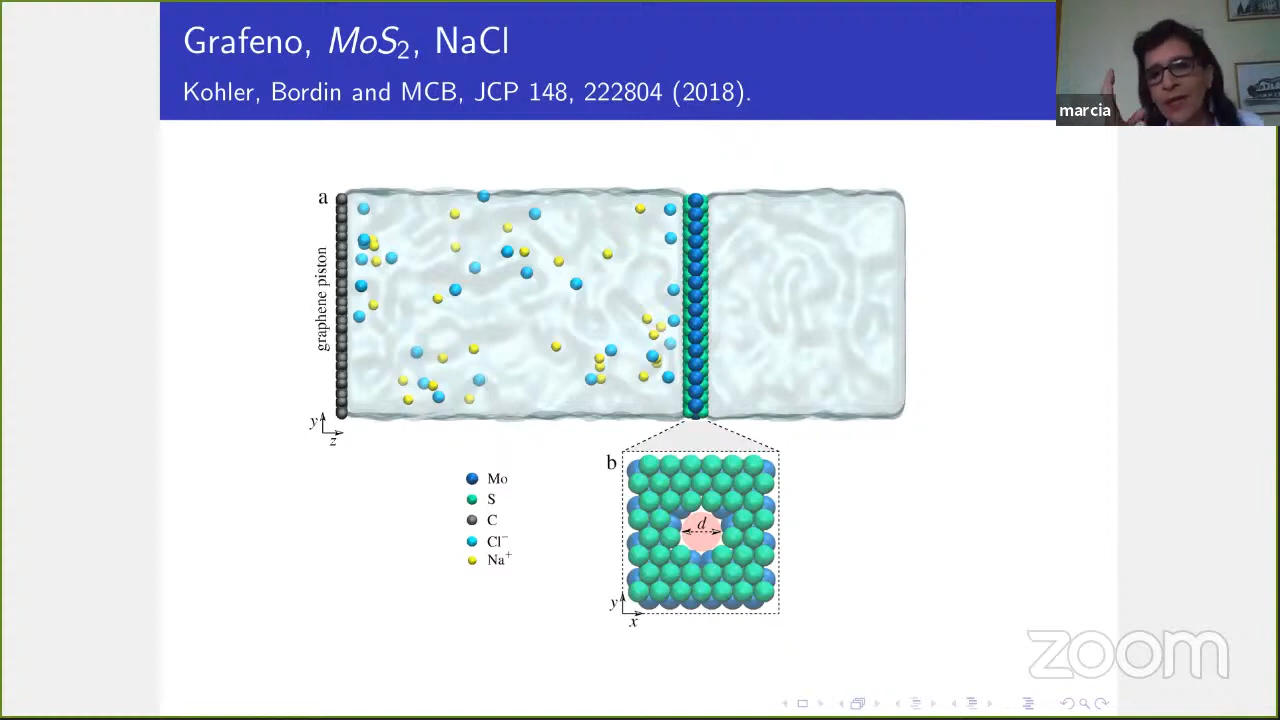 Grafeno, MoS₂, NaCl
Kohler, Bordin and MCB, JCP 148, 222804 (2018).
marcia
a
graphene piston
y
z
b
d
Mo
S
C
Cl⁻
Na⁺
y
x
zoom